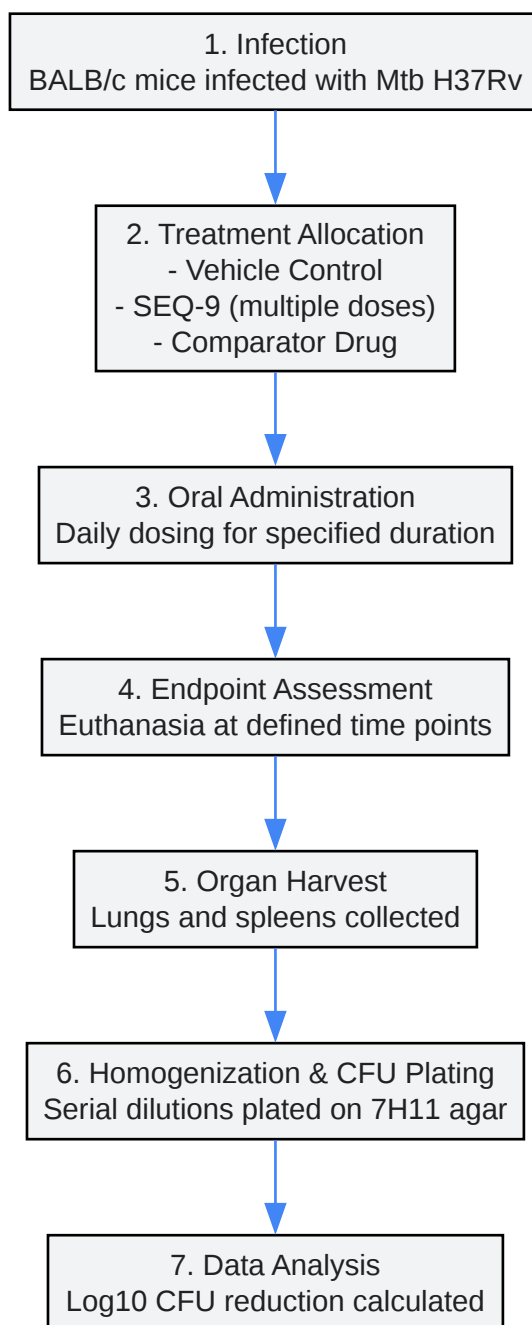 1. Infection
BALB/c mice infected with Mtb H37Rv
2. Treatment Allocation
- Vehicle Control
- SEQ-9 (multiple doses)
- Comparator Drug
3. Oral Administration
Daily dosing for specified duration
4. Endpoint Assessment
Euthanasia at defined time points
5. Organ Harvest
Lungs and spleens collected
6. Homogenization & CFU Plating
Serial dilutions plated on 7H11 agar
7. Data Analysis
Log10 CFU reduction calculated